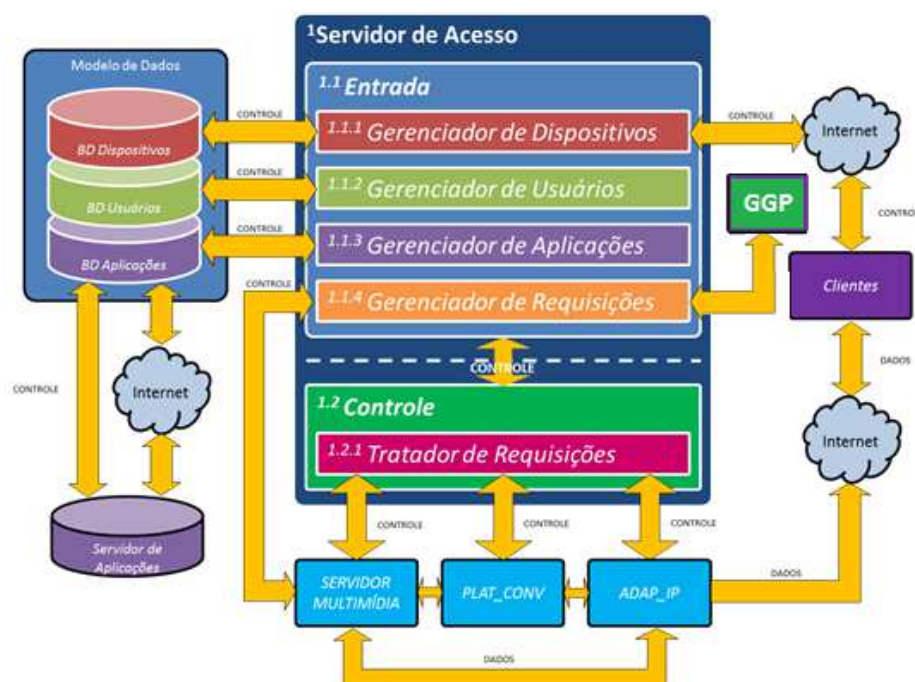 ¹Servidor de Acesso
Modelo de Dados
BD Dispositivos
BD Usuários
BD Aplicações
CONTROLE
CONTROLE
CONTROLE
CONTROLE
1.1 Entrada
1.1.1 Gerenciador de Dispositivos
1.1.2 Gerenciador de Usuários
1.1.3 Gerenciador de Aplicações
1.1.4 Gerenciador de Requisições
CONTROLE
Internet
GGP
CONTRO
Clientes
CONTROLE
1.2 Controle
1.2.1 Tratador de Requisições
CONTROLE
Internet
Servidor de
Aplicações
DADOS
Internet
CONTROLE
CONTROLE
CONTROLE
SERVIDOR
MULTIMÍDIA
PLAT_CONV
ADAP_IP
DADOS
DADOS